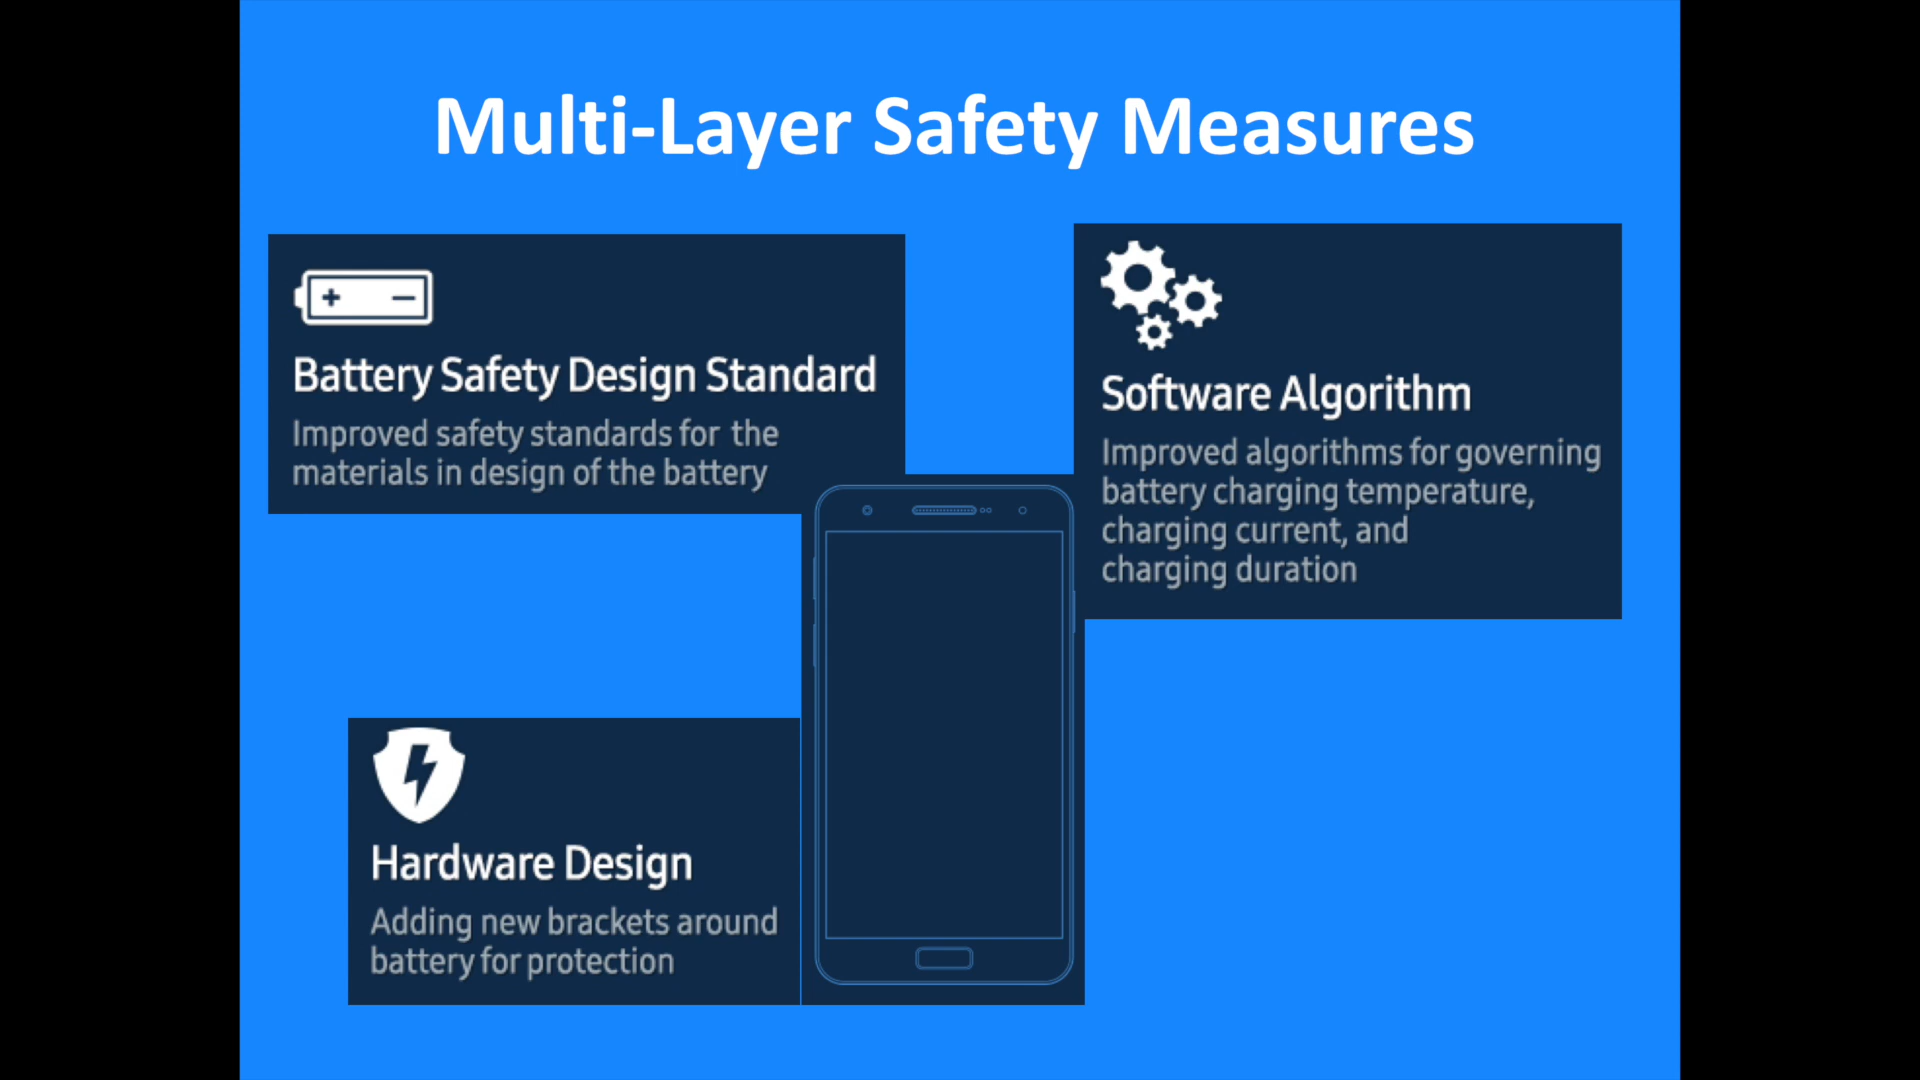 Multi-Layer Safety Measures
Battery Safety Design Standard
Improved safety standards for the
materials in design of the battery
Software Algorithm
Improved algorithms for governing
battery charging temperature,
charging current, and
charging duration
Hardware Design
Adding new brackets around
battery for protection